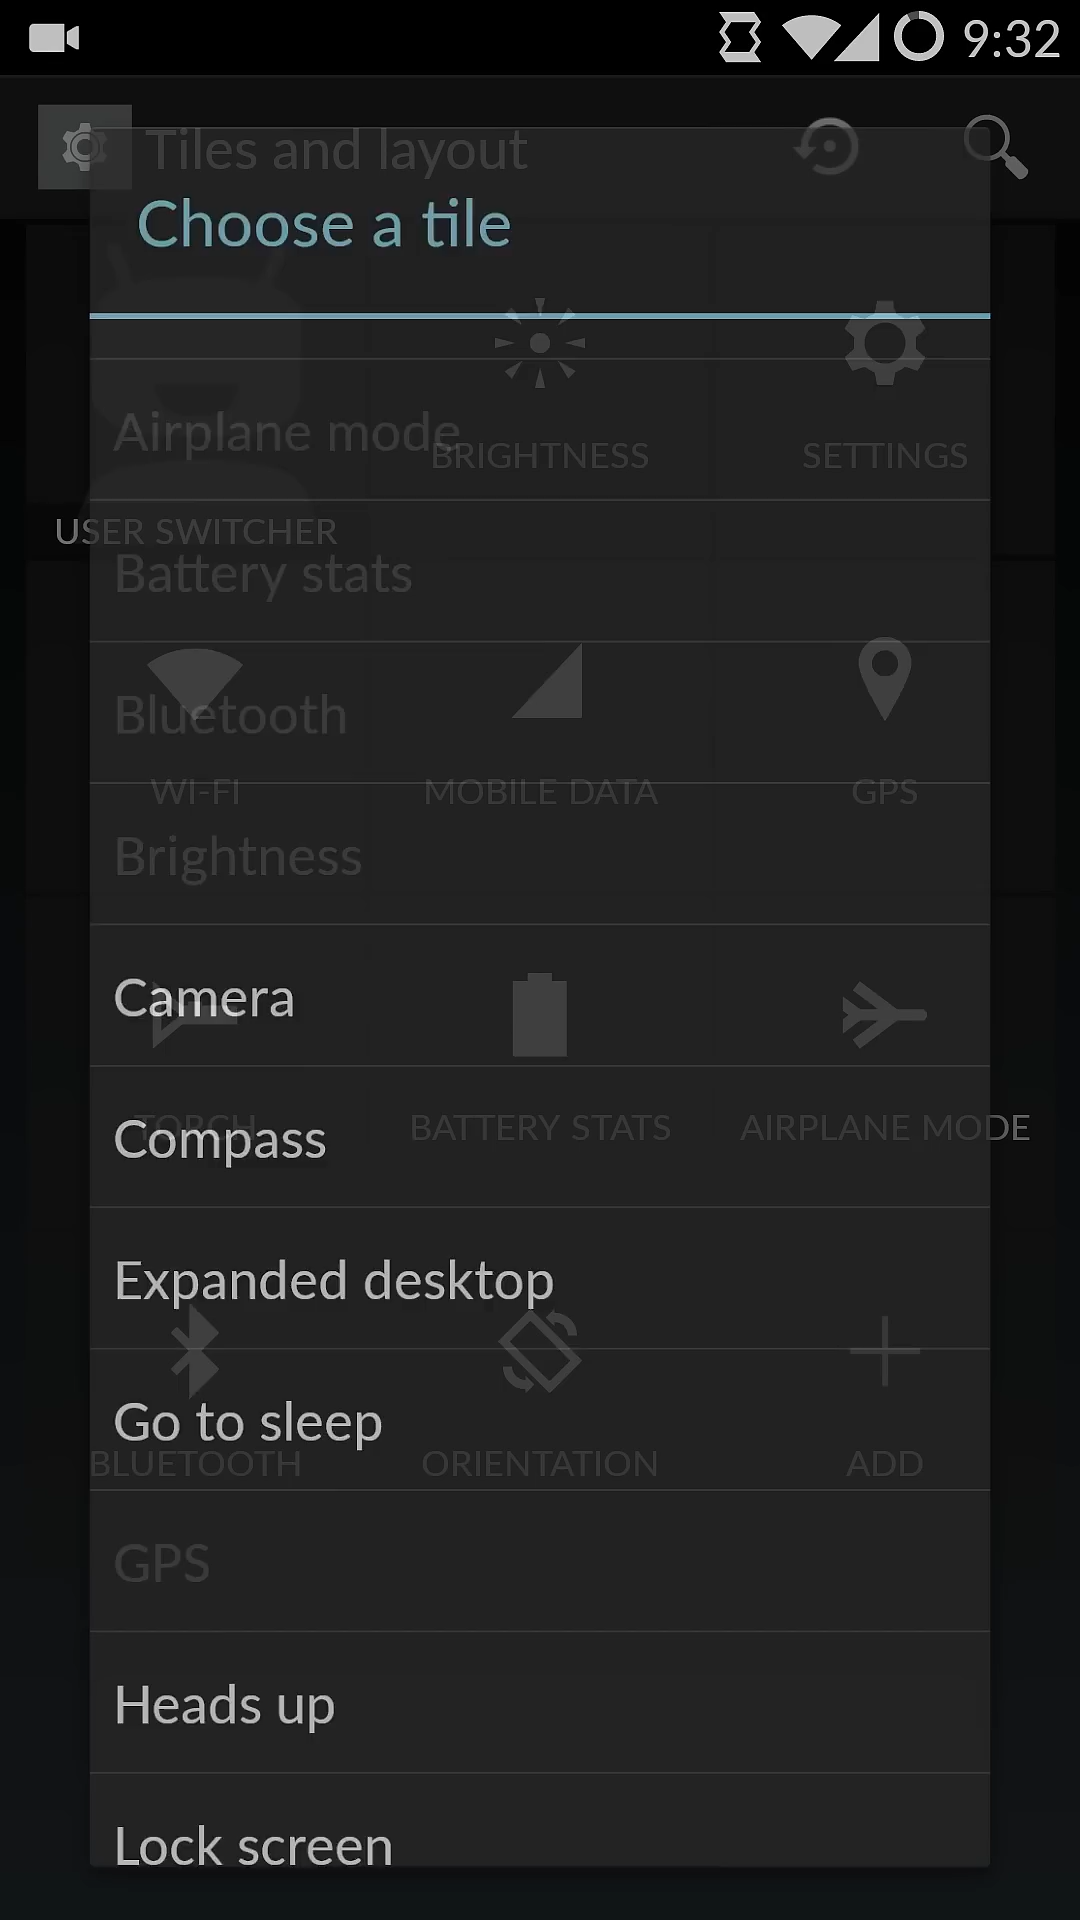 9:32
Tiles and layout
Choose a tile
Airplane mode
BRIGHTNESS
SETTINGS
USER SWITCHER
Battery stats
Bluetooth
WI-FI
MOBILE DATA
GPS
Brightness
Camera
TORCH
BATTERY STATS
AIRPLANE MODE
Compass
Expanded desktop
Go to sleep
BLUETOOTH
ORIENTATION
ADD
GPS
Heads up
Lock screen